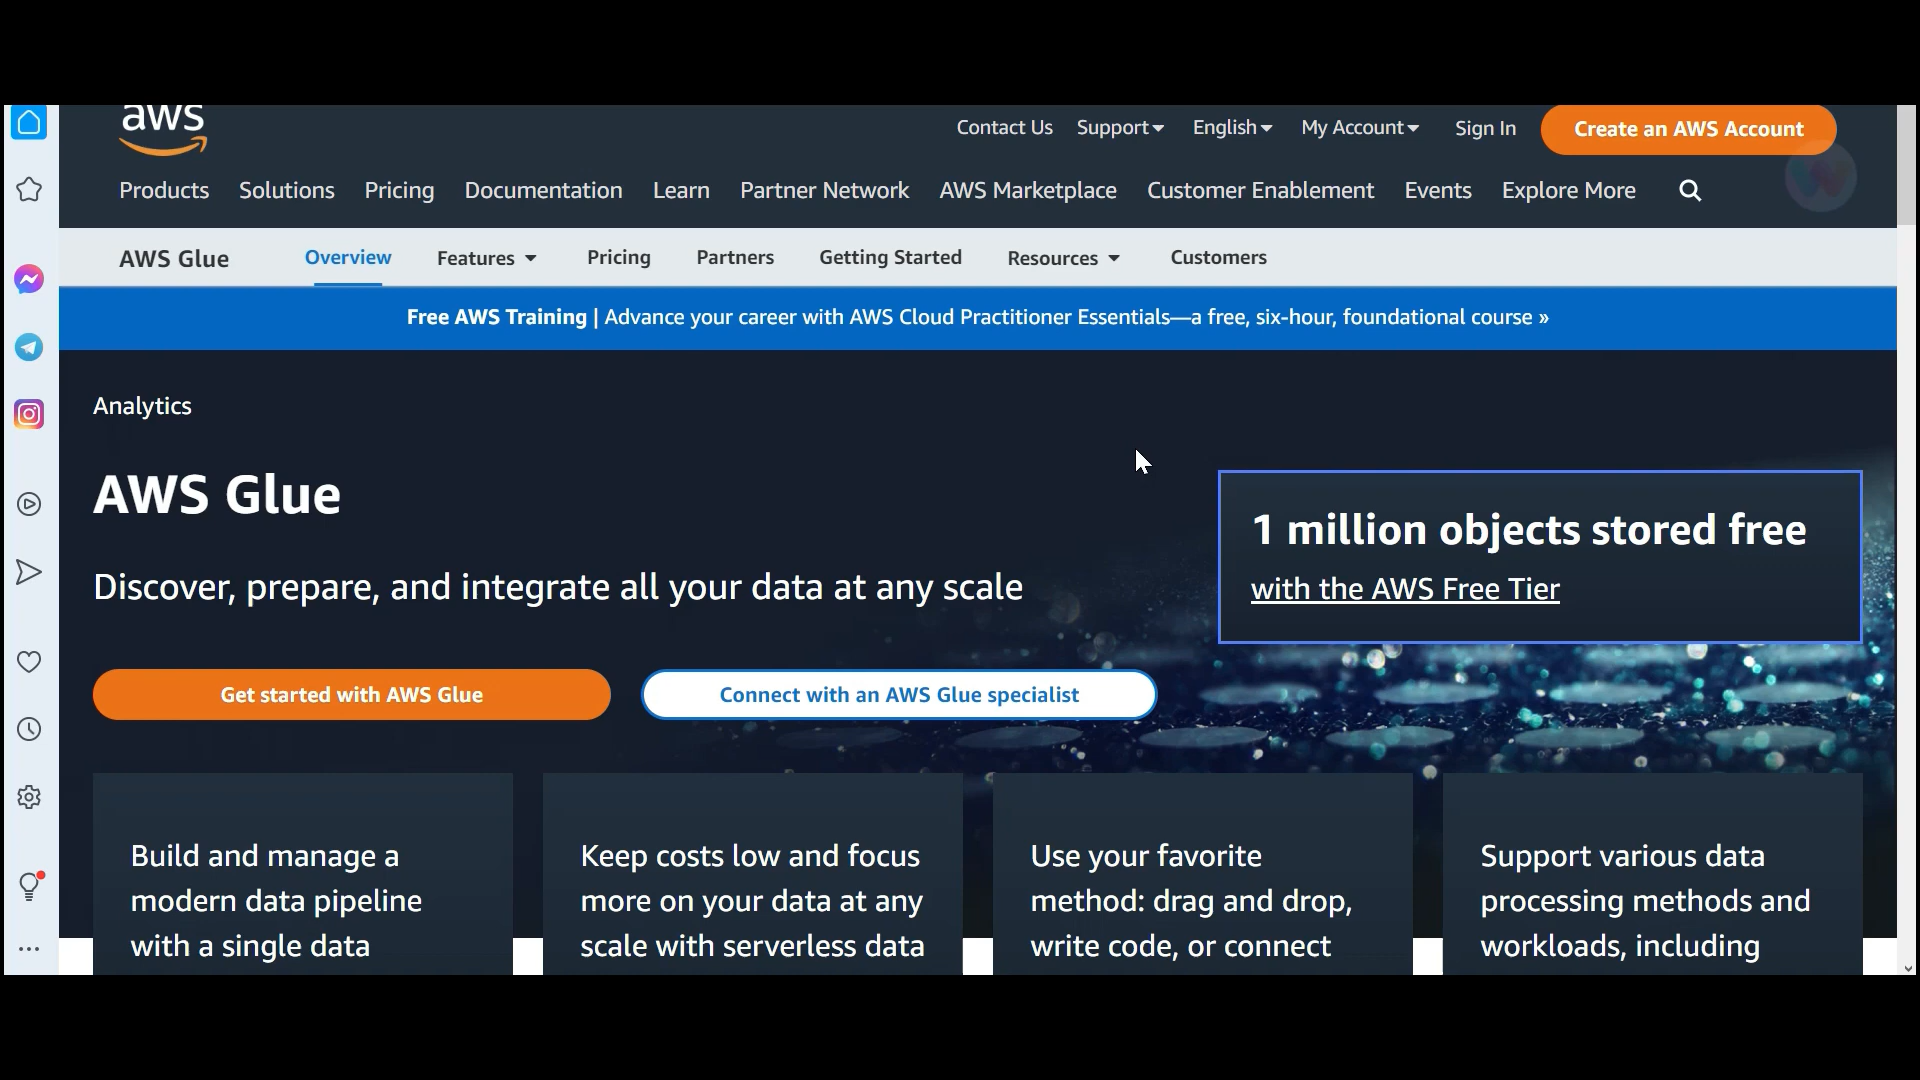 aws
Contact Us Support English My Account Sign In Create an AWS Account
Products Solutions Pricing Documentation Learn Partner Network AWS Marketplace Customer Enablement Events Explore More
AWS Glue Overview Features Pricing Partners Getting Started Resources Customers
Free AWS Training | Advance your career with AWS Cloud Practitioner Essentials—a free, six-hour, foundational course »
Analytics
AWS Glue
Discover, prepare, and integrate all your data at any scale
1 million objects stored free
with the AWS Free Tier
Get started with AWS Glue
Connect with an AWS Glue specialist
Build and manage a
modern data pipeline
with a single data
Keep costs low and focus
more on your data at any
scale with serverless data
Use your favorite
method: drag and drop,
write code, or connect
Support various data
processing methods and
workloads, including